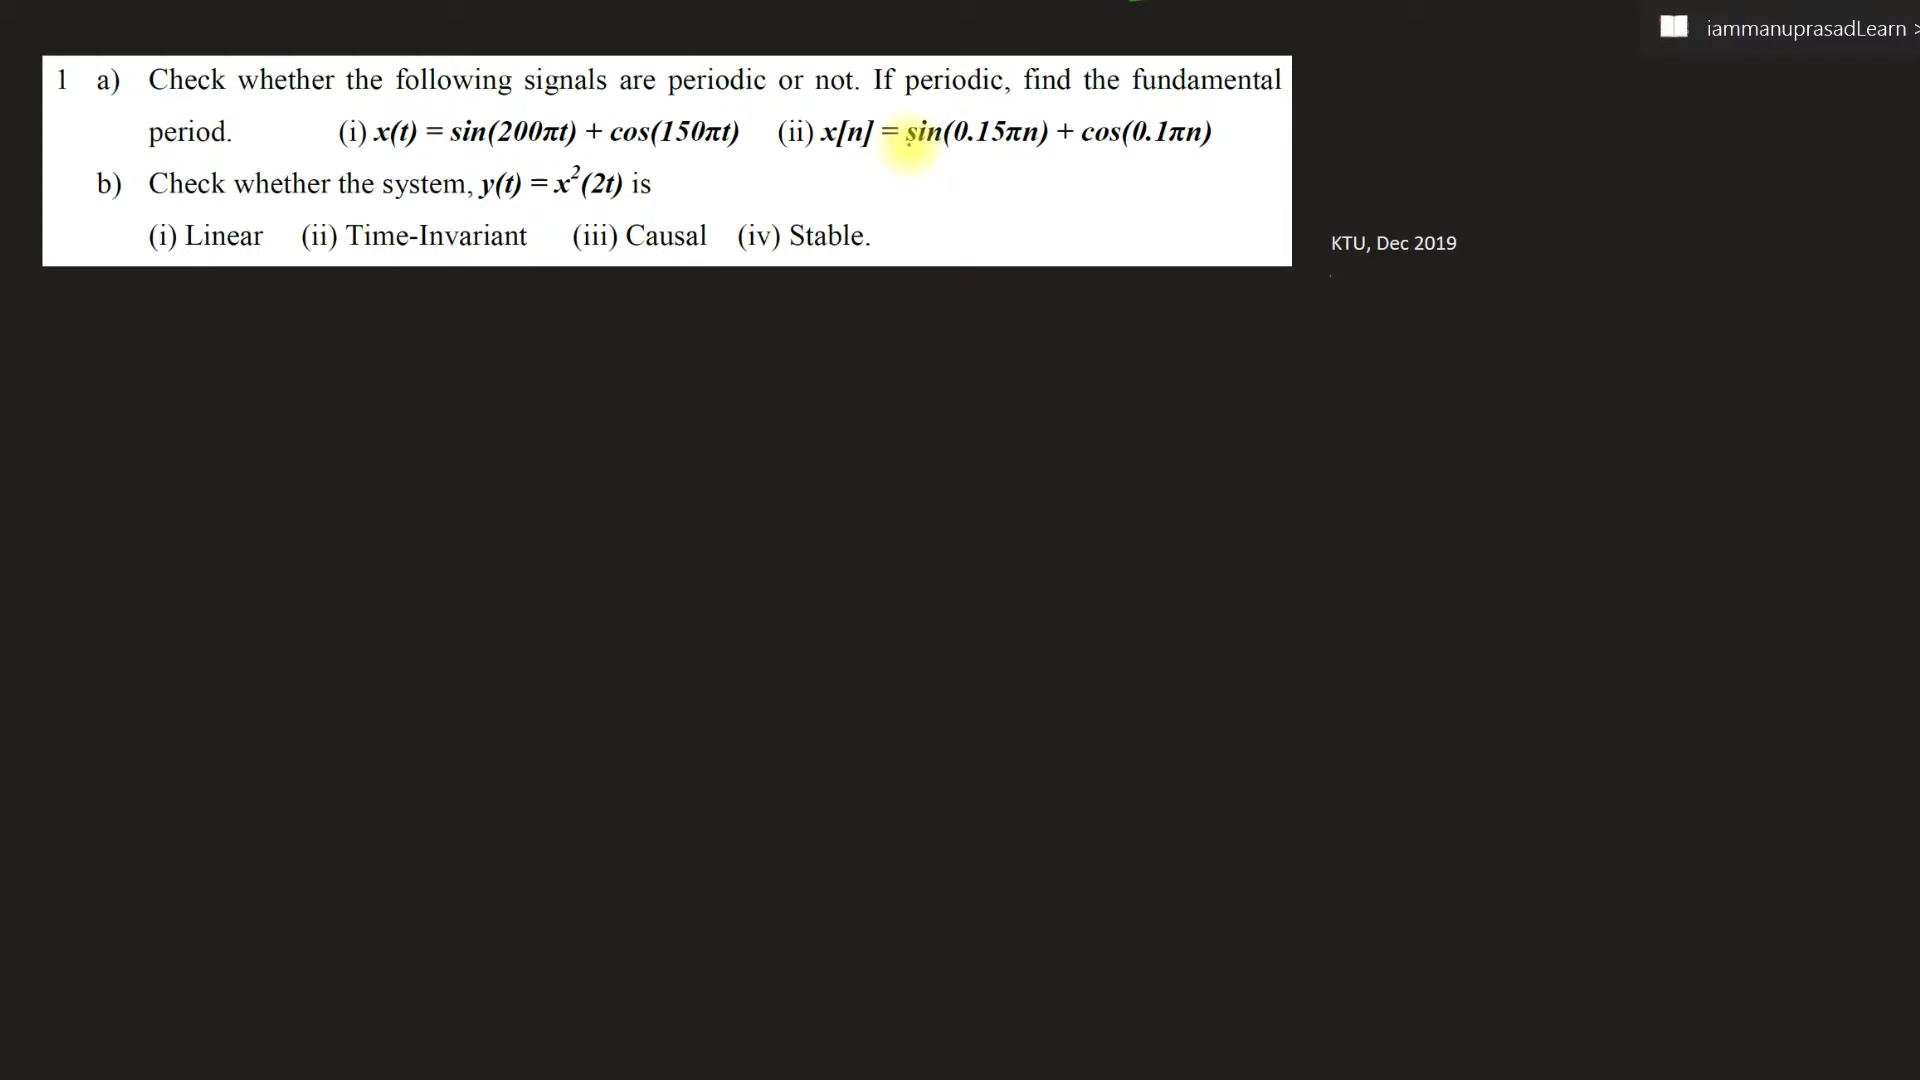 iammanuprasadLearn >
1 a) Check whether the following signals are periodic or not. If periodic, find the fundamental
period. (i) x(t) = sin(200πt) + cos(150πt) (ii) x[n] = sin(0.15πn) + cos(0.1πn)
b) Check whether the system, y(t) = x²(2t) is
(i) Linear (ii) Time-Invariant (iii) Causal (iv) Stable.
KTU, Dec 2019